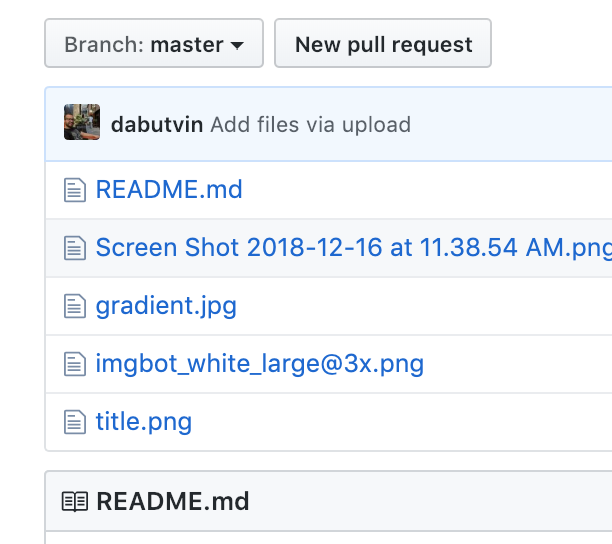 Branch: master New pull request
dabutvin Add files via upload
README.md
Screen Shot 2018-12-16 at 11.38.54 AM.png
gradient.jpg
imgbot_white_large@3x.png
title.png
README.md